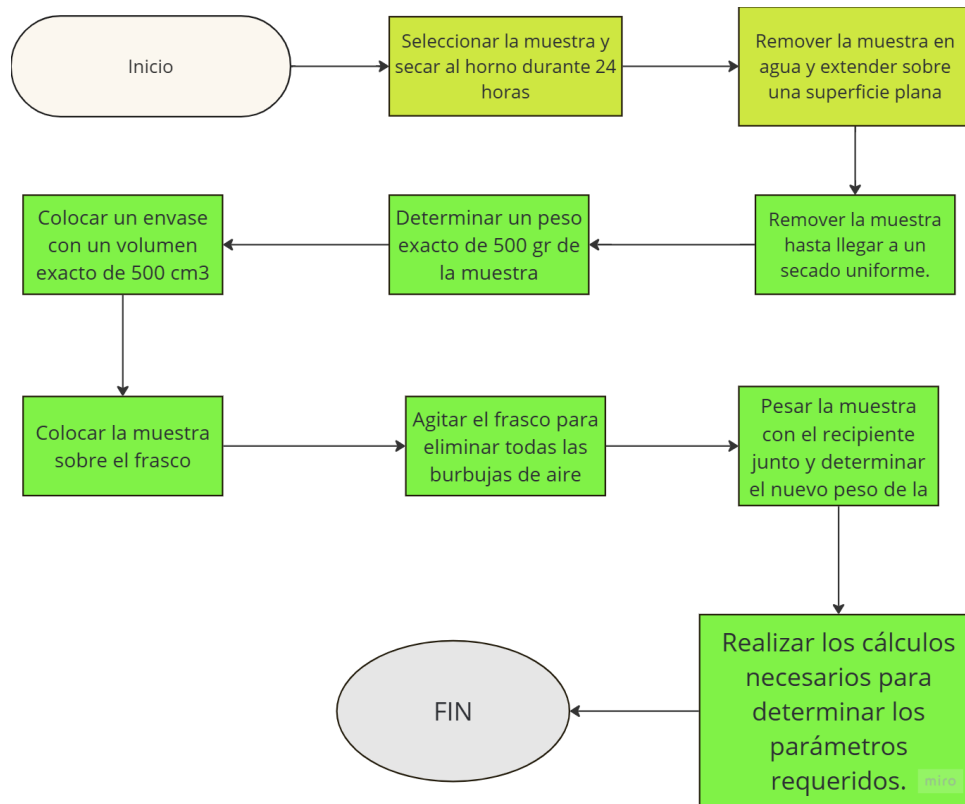 Inicio
Seleccionar la muestra y
secar al horno durante 24
horas
Remover la muestra en
agua y extender sobre
una superficie plana
Remover la muestra
hasta llegar a un
secado uniforme.
Determinar un peso
exacto de 500 gr de
la muestra
Colocar un envase
con un volumen
exacto de 500 cm3
Colocar la muestra
sobre el frasco
Agitar el frasco para
eliminar todas las
burbujas de aire
Pesar la muestra
con el recipiente
junto y determinar
el nuevo peso de la
Realizar los cálculos
necesarios para
determinar los
parámetros
requeridos.
FIN
miro